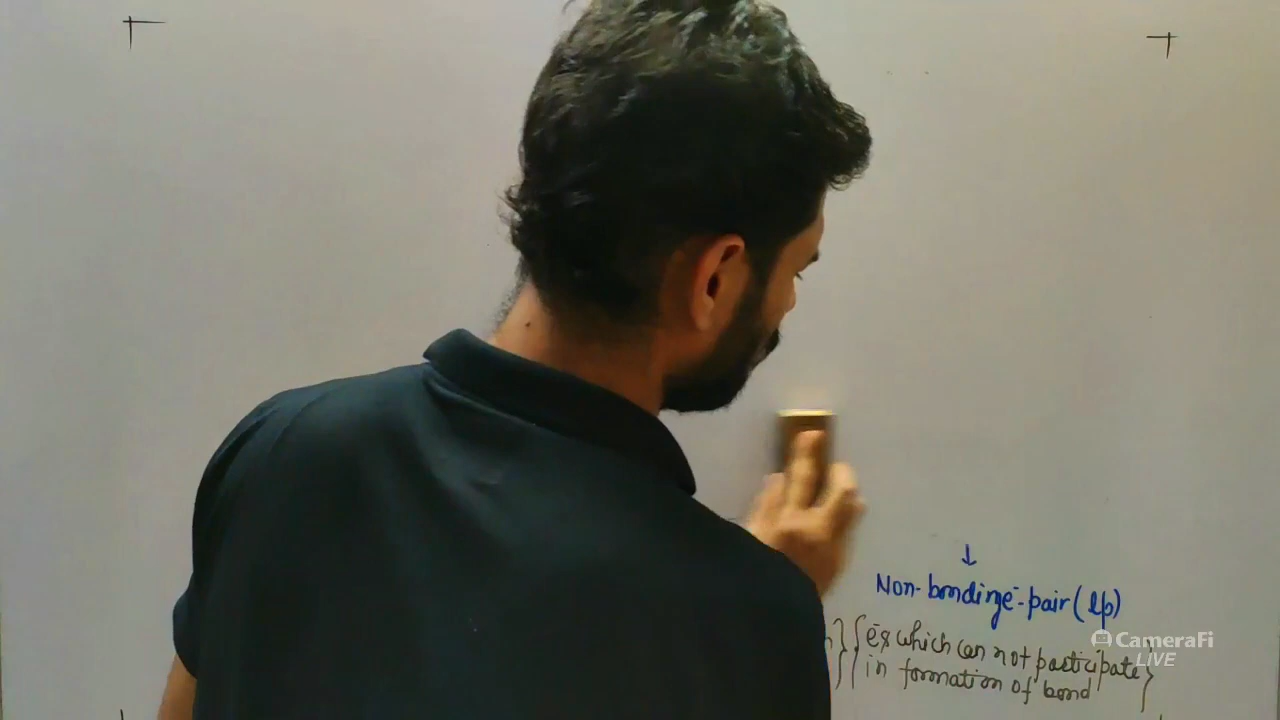 ↓
Non-bonding e⁻-pair (lp)
} { e⁻s which can not participate
} { in formation of bond }
CameraFi
LIVE